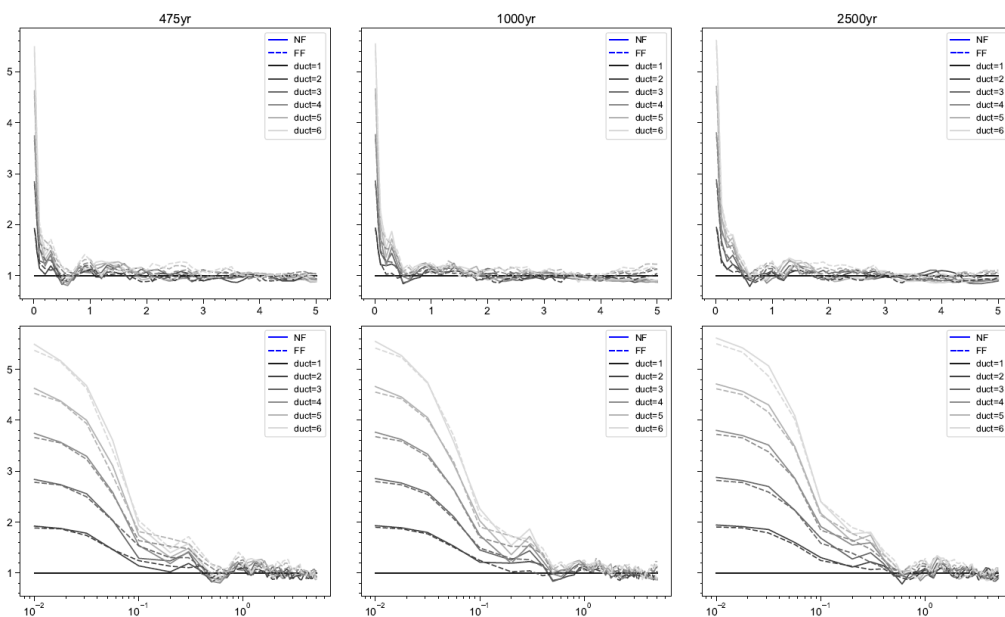 475yr
1000yr
2500yr
NF
FF
duct=1
duct=2
duct=3
duct=4
duct=5
duct=6
5
4
3
2
1
0 1 2 3 4 5
NF
FF
duct=1
duct=2
duct=3
duct=4
duct=5
duct=6
0 1 2 3 4 5
NF
FF
duct=1
duct=2
duct=3
duct=4
duct=5
duct=6
0 1 2 3 4 5
NF
FF
duct=1
duct=2
duct=3
duct=4
duct=5
duct=6
5
4
3
2
1
10⁻² 10⁻¹ 10⁰
NF
FF
duct=1
duct=2
duct=3
duct=4
duct=5
duct=6
10⁻² 10⁻¹ 10⁰
NF
FF
duct=1
duct=2
duct=3
duct=4
duct=5
duct=6
10⁻² 10⁻¹ 10⁰